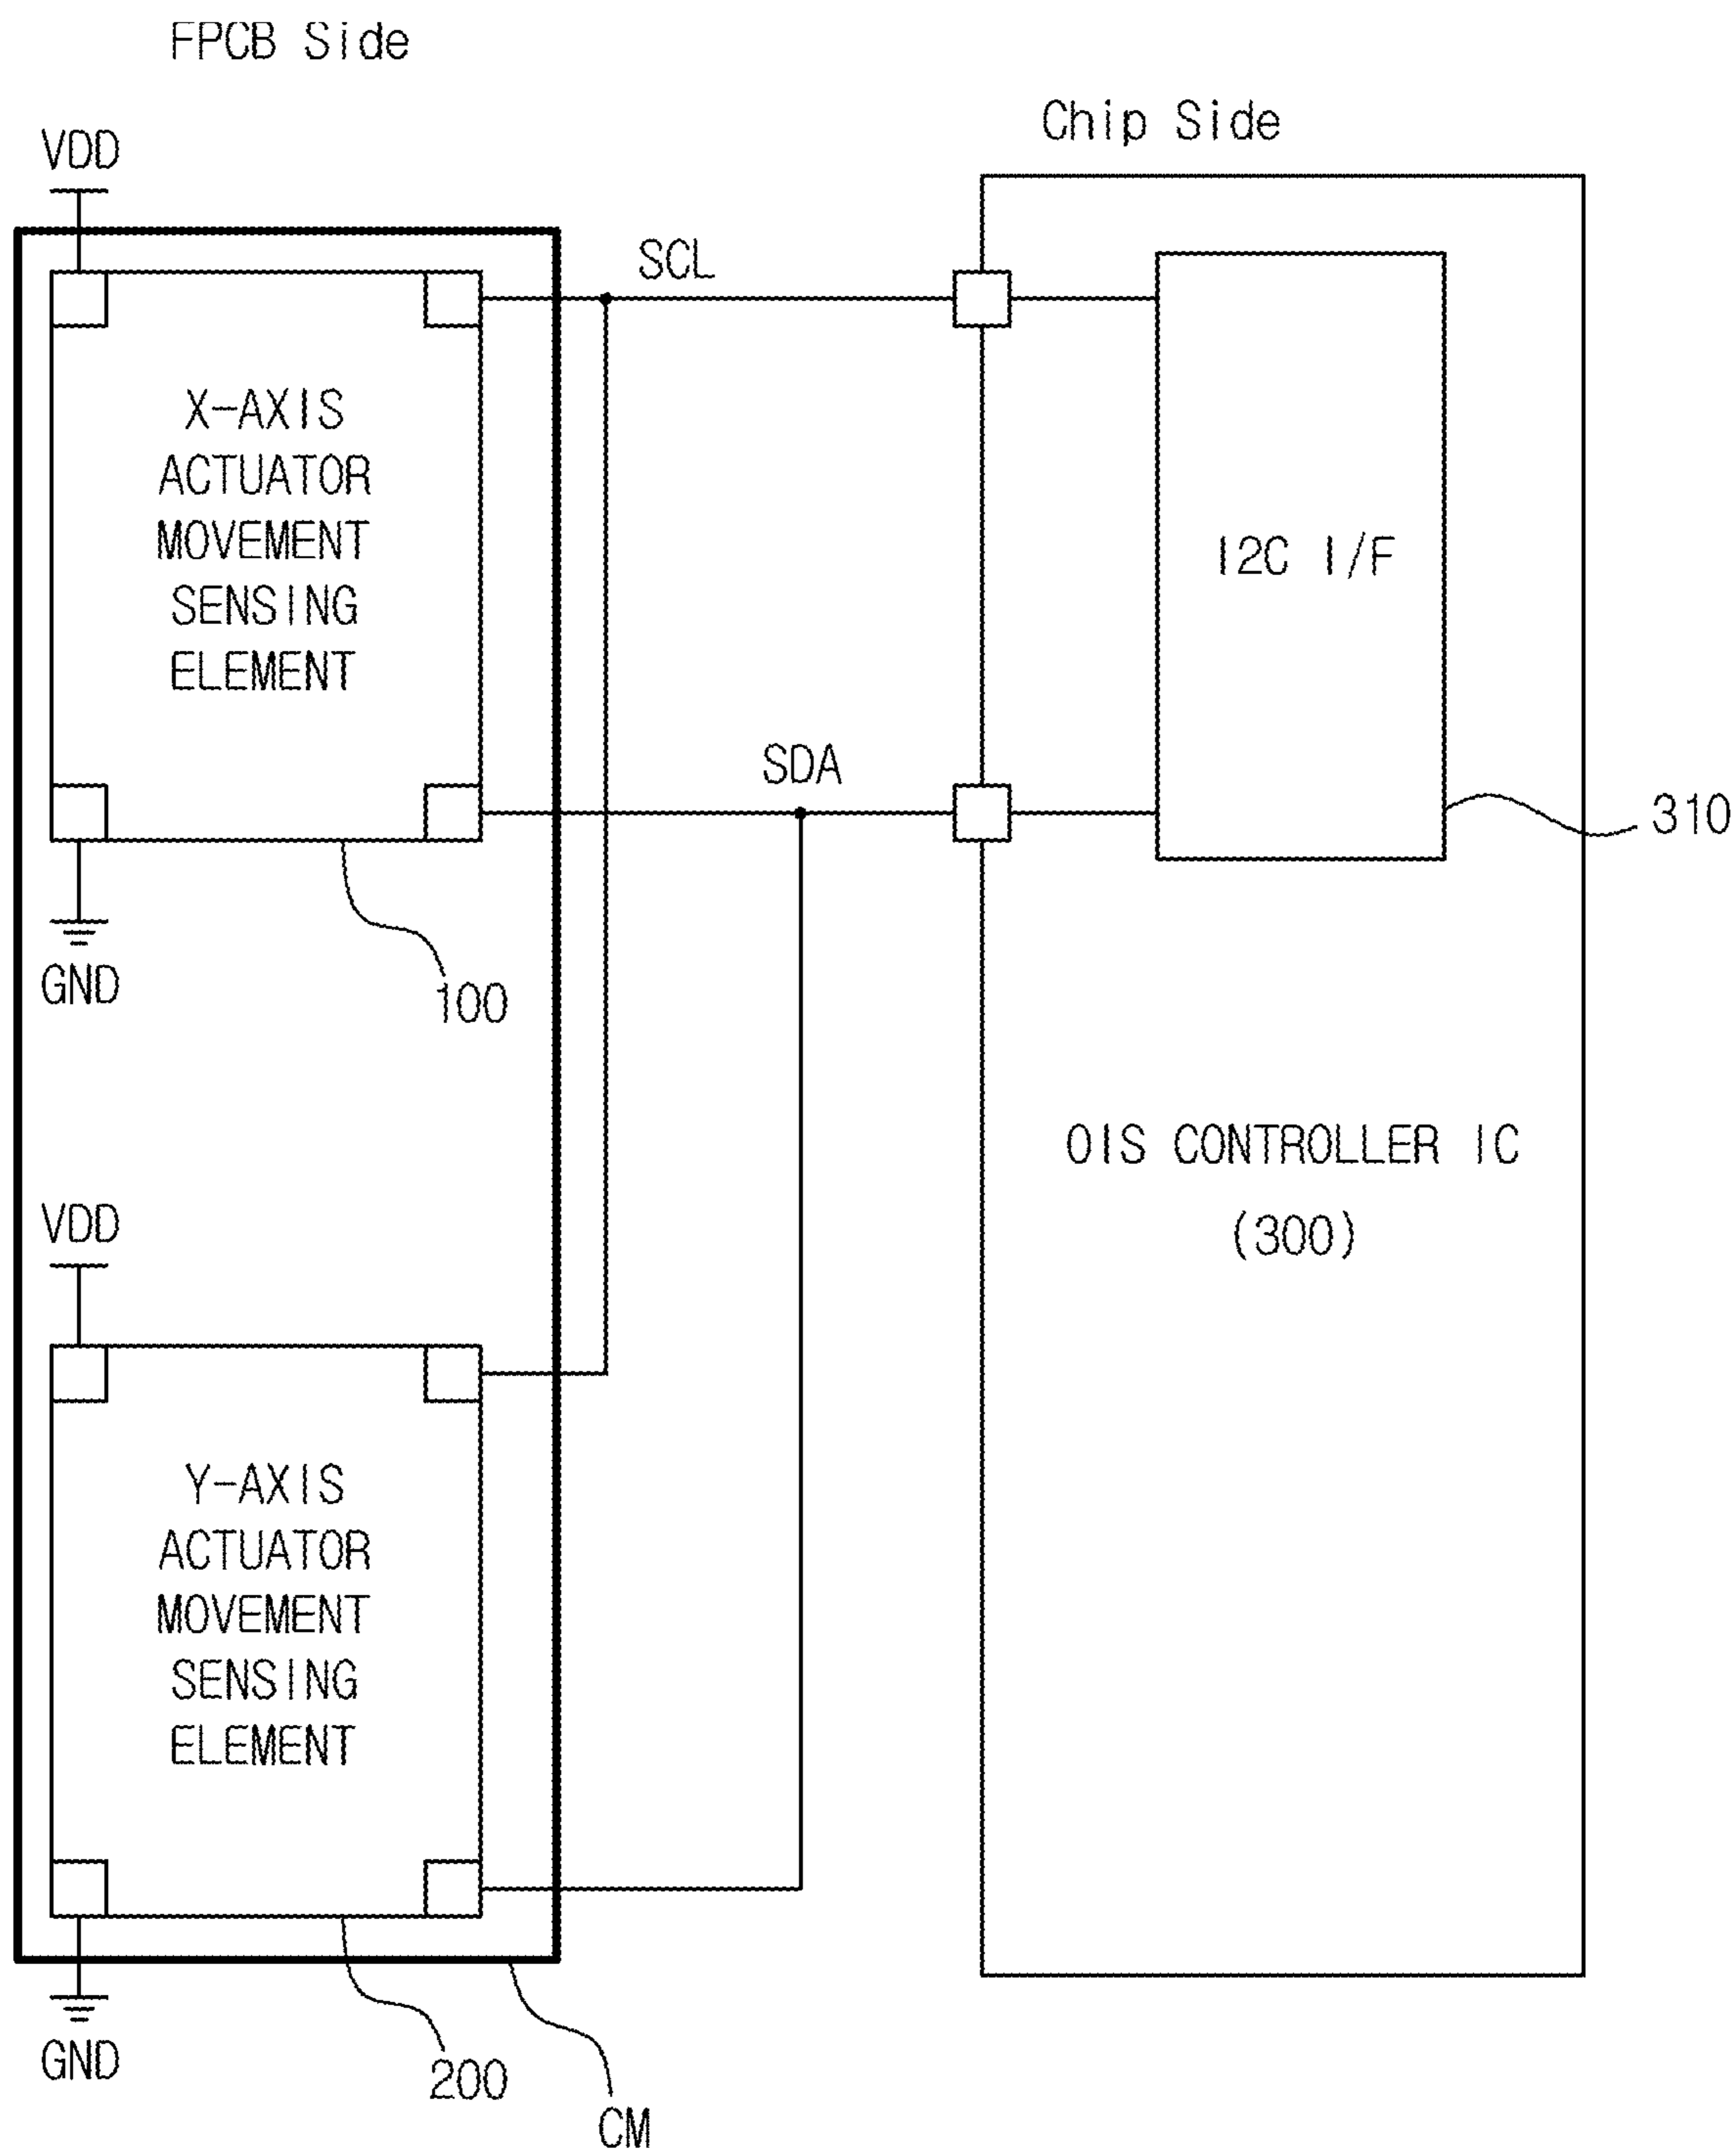 FPCB Side
Chip Side
VDD
SCL
X-AXIS
ACTUATOR
MOVEMENT
SENSING
ELEMENT
I2C I/F
SDA
310
GND
100
OIS CONTROLLER IC
(300)
VDD
Y-AXIS
ACTUATOR
MOVEMENT
SENSING
ELEMENT
GND
200
CM